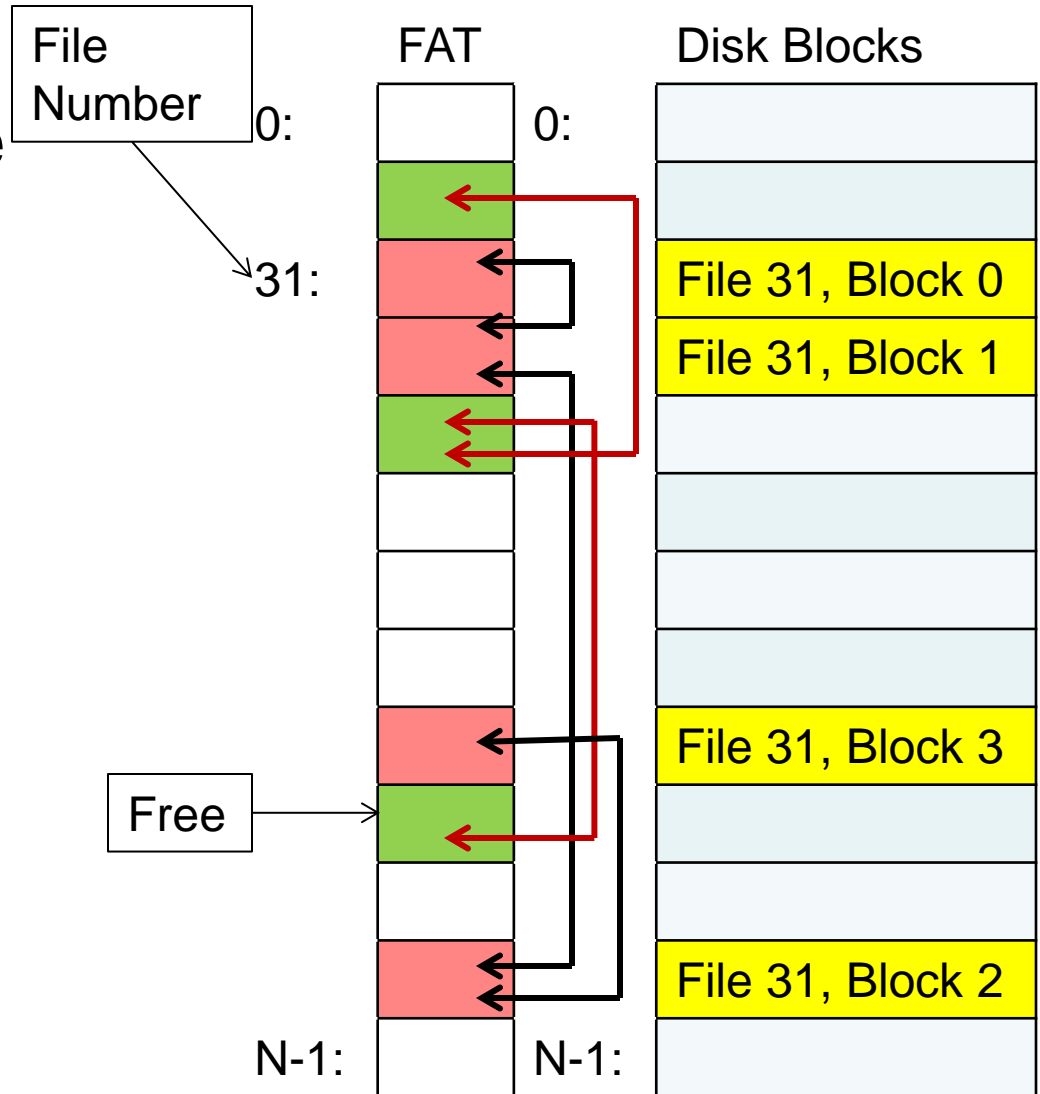 File
Number
FAT
Disk Blocks
0:
0:
e
31:
File 31, Block 0
File 31, Block 1
File 31, Block 3
Free
File 31, Block 2
N-1:
N-1: